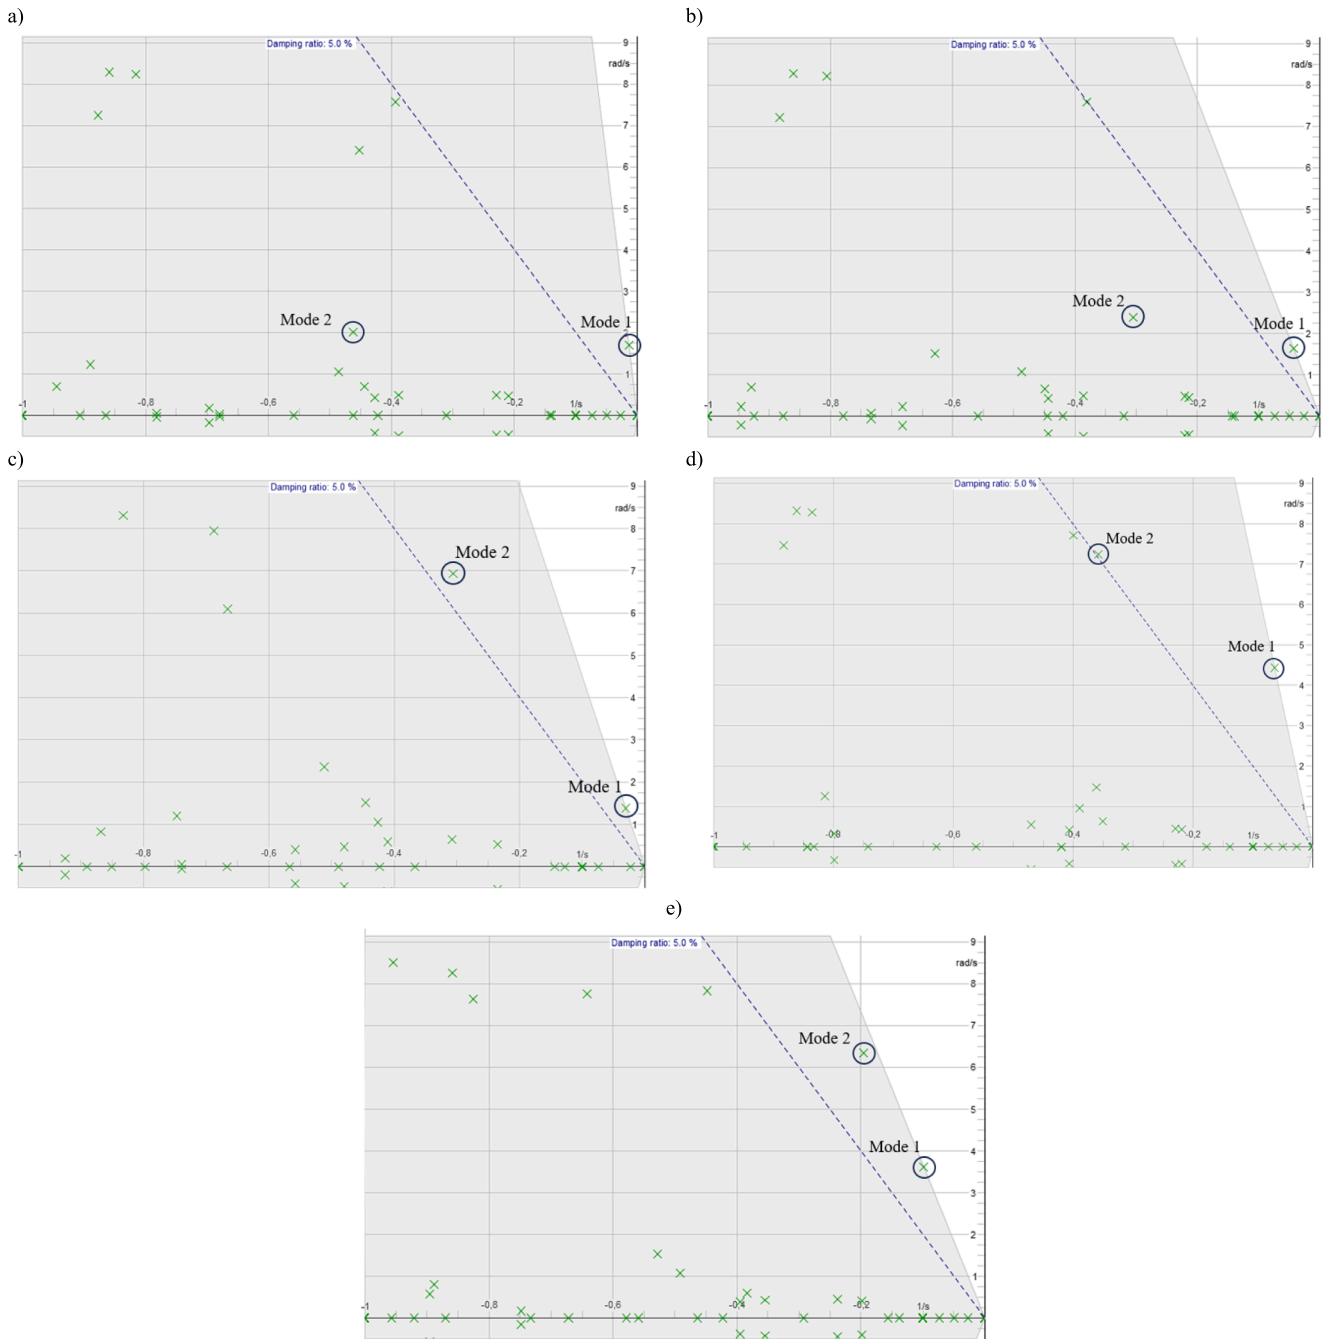 a)
Damping ratio: 5.0 %
9
rad/s
8
7
6
5
4
3
Mode 2
Mode 1
2
1
-1
-0,8
-0,6
-0,4
-0,2
1/s
b)
Damping ratio: 5.0 %
9
rad/s
8
7
6
5
4
3
Mode 2
Mode 1
2
1
-1
-0,8
-0,6
-0,4
-0,2
1/s
c)
Damping ratio: 5.0 %
9
rad/s
8
Mode 2
7
6
5
4
3
2
Mode 1
1
-1
-0,8
-0,6
-0,4
-0,2
1/s
d)
Damping ratio: 5.0 %
9
rad/s
8
Mode 2
7
6
5
Mode 1
4
3
2
1
-1
-0,8
-0,6
-0,4
-0,2
1/s
e)
Damping ratio: 5.0 %
9
rad/s
8
7
Mode 2
6
5
Mode 1
4
3
2
1
-1
-0,8
-0,6
-0,4
-0,2
1/s